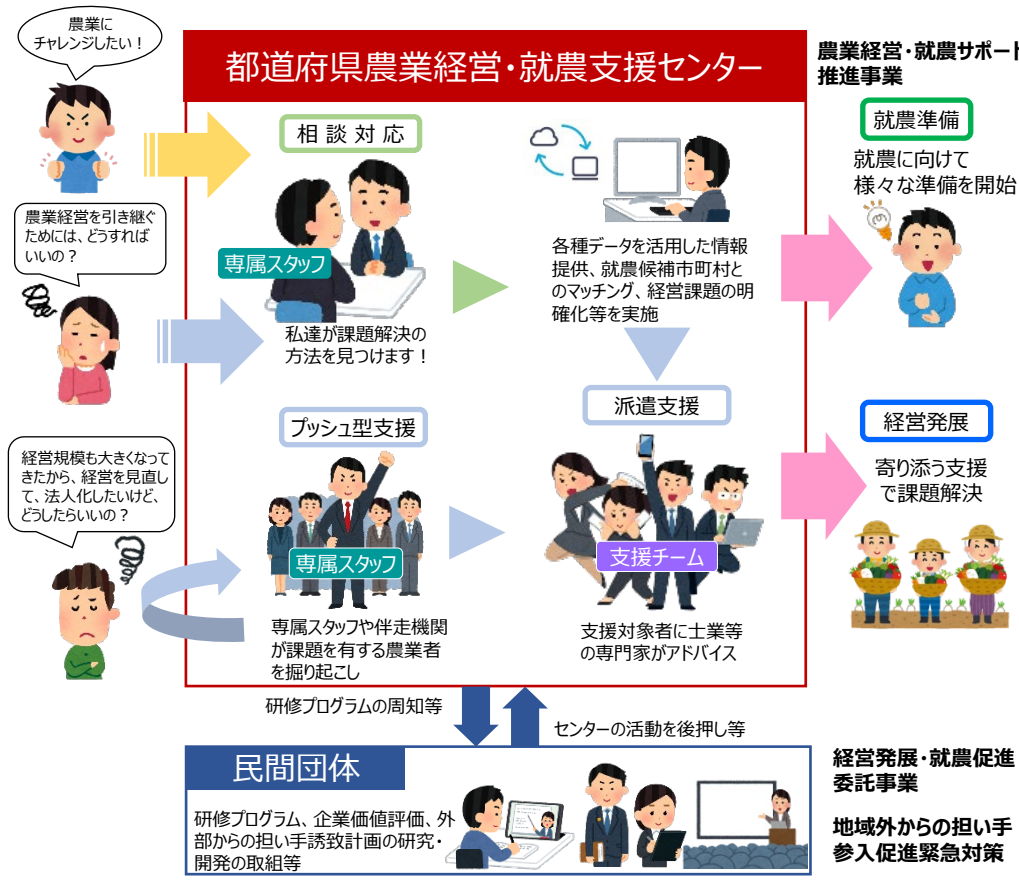 農業に
チャレンジしたい！
都道府県農業経営・就農支援センター
農業経営・就農サポート
推進事業
相談対応
就農準備
就農に向けて
様々な準備を開始
農業経営を引き継ぐ
ためには、どうすれば
いいの？
専属スタッフ
私達が課題解決の
方法を見つけます！
各種データを活用した情報
提供、就農候補市町村と
のマッチング、経営課題の明
確化等を実施
プッシュ型支援
派遣支援
経営発展
寄り添う支援
で課題解決
経営規模も大きくなって
きたから、経営を見直し
て、法人化したいけど、
どうしたらいいの？
専属スタッフ
支援チーム
専属スタッフや伴走機関
が課題を有する農業者
を掘り起こし
支援対象者に士業等
の専門家がアドバイス
研修プログラムの周知等
センターの活動を後押し等
民間団体
研修プログラム、企業価値評価、外
部からの担い手誘致計画の研究・
開発の取組等
経営発展・就農促進
委託事業
地域外からの担い手
参入促進緊急対策